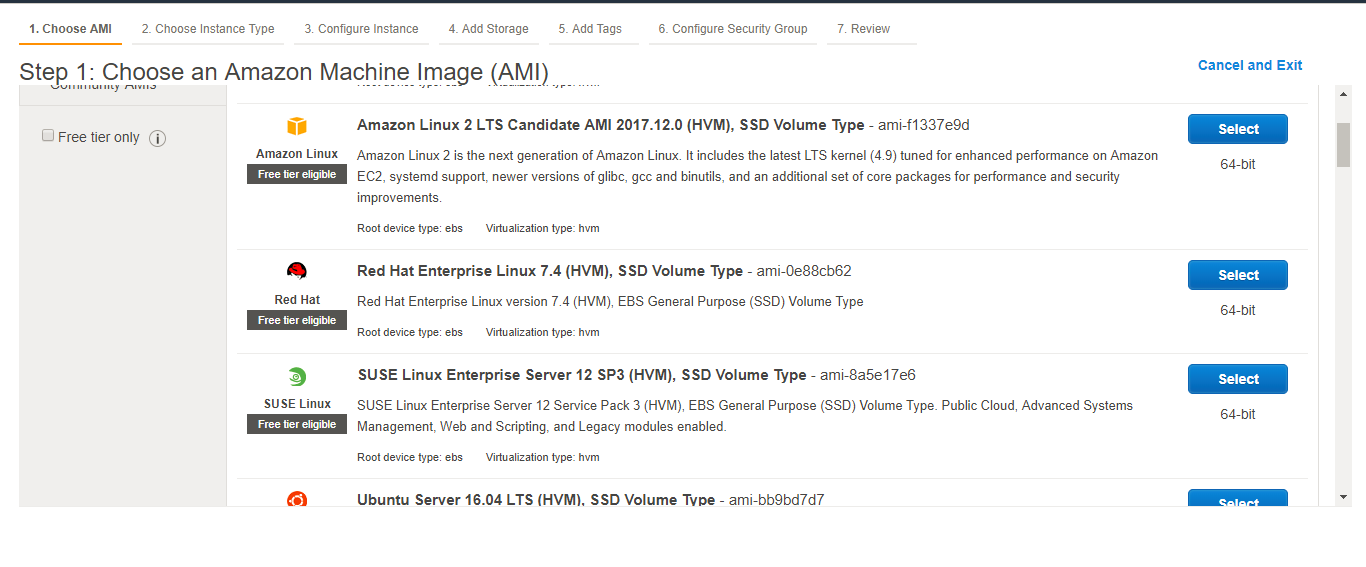 1. Choose AMI 2. Choose Instance Type 3. Configure Instance 4. Add Storage 5. Add Tags 6. Configure Security Group 7. Review
Step 1: Choose an Amazon Machine Image (AMI)
Cancel and Exit
Community AMIs
Root device type: ebs Virtualization type: hvm
Free tier only
Amazon Linux
Free tier eligible
Amazon Linux 2 LTS Candidate AMI 2017.12.0 (HVM), SSD Volume Type - ami-f1337e9d
Amazon Linux 2 is the next generation of Amazon Linux. It includes the latest LTS kernel (4.9) tuned for enhanced performance on Amazon
EC2, systemd support, newer versions of glibc, gcc and binutils, and an additional set of core packages for performance and security
improvements.
Root device type: ebs Virtualization type: hvm
Select
64-bit
Red Hat
Free tier eligible
Red Hat Enterprise Linux 7.4 (HVM), SSD Volume Type - ami-0e88cb62
Red Hat Enterprise Linux version 7.4 (HVM), EBS General Purpose (SSD) Volume Type
Root device type: ebs Virtualization type: hvm
Select
64-bit
SUSE Linux
Free tier eligible
SUSE Linux Enterprise Server 12 SP3 (HVM), SSD Volume Type - ami-8a5e17e6
SUSE Linux Enterprise Server 12 Service Pack 3 (HVM), EBS General Purpose (SSD) Volume Type. Public Cloud, Advanced Systems
Management, Web and Scripting, and Legacy modules enabled.
Root device type: ebs Virtualization type: hvm
Select
64-bit
Ubuntu Server 16.04 LTS (HVM), SSD Volume Type - ami-bb9bd7d7
Select